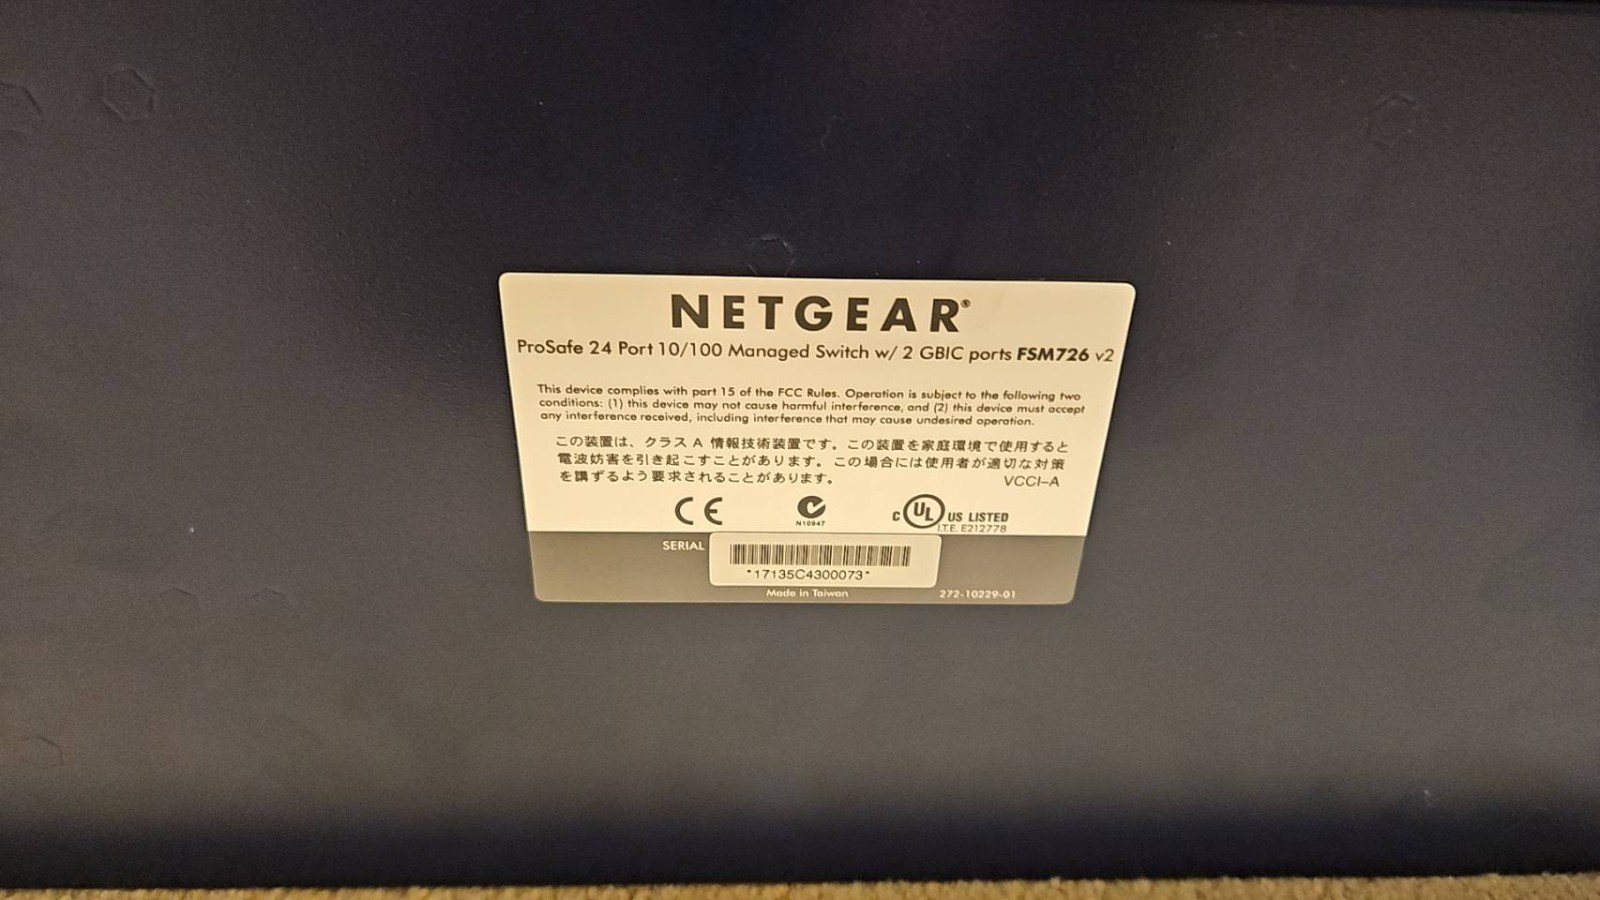 NETGEAR®
ProSafe 24 Port 10/100 Managed Switch w/ 2 GBIC ports FSM726 v2
This device complies with part 15 of the FCC Rules. Operation is subject to the following two
conditions: (1) this device may not cause harmful interference, and (2) this device must accept
any interference received, including interference that may cause undesired operation.
この装置は、クラス A 情報技術装置です。この装置を家庭環境で使用すると
電波妨害を引き起こすことがあります。この場合には使用者が適切な対策
を講ずるよう要求されることがあります。 VCCI-A
CE
N10947
C UL US LISTED
I.T.E. E212778
SERIAL
*17135C4300073*
Made in Taiwan 272-10229-01